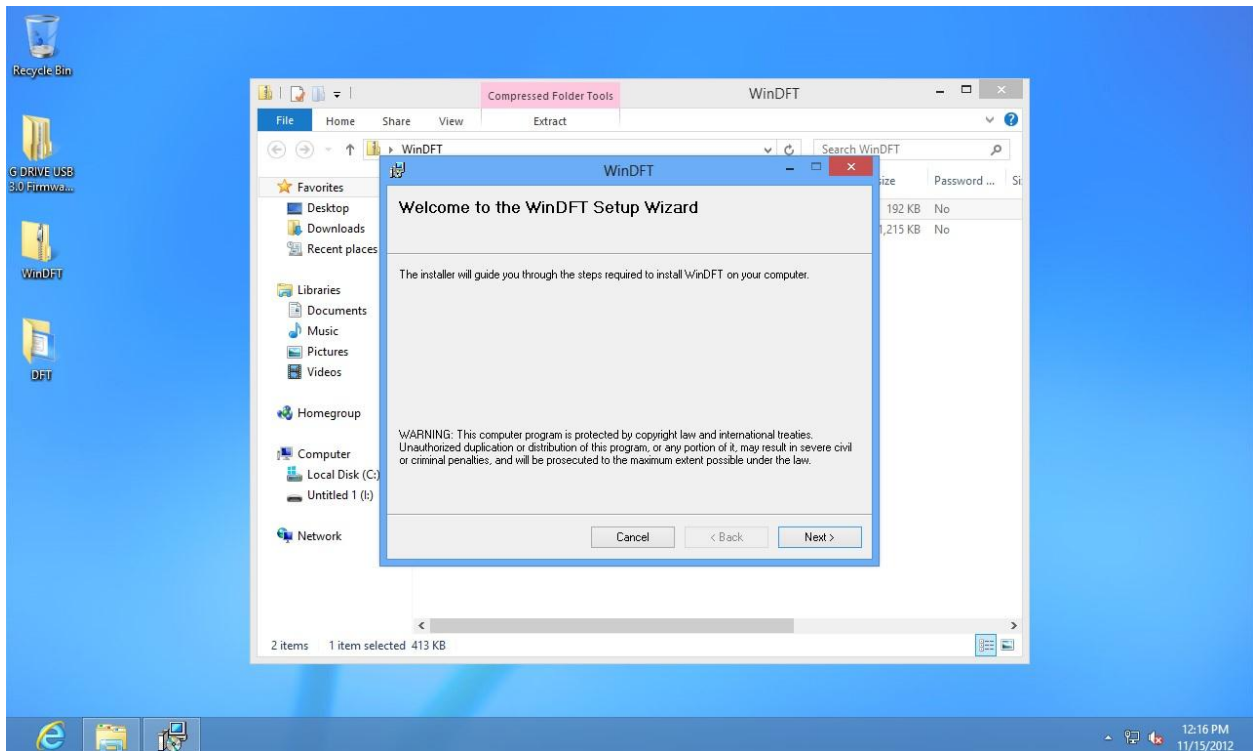 Recycle Bin
G DRIVE USB
3.0 Firmwa...
WinDFT
DFT
Compressed Folder Tools
WinDFT
File
Home
Share
View
Extract
WinDFT
Search WinDFT
Favorites
Desktop
Downloads
Recent places
Libraries
Documents
Music
Pictures
Videos
Homegroup
Computer
Local Disk (C:)
Untitled 1 (I:)
Network
size
Password ...
Si
192 KB
No
1,215 KB
No
WinDFT
Welcome to the WinDFT Setup Wizard
The installer will guide you through the steps required to install WinDFT on your computer.
WARNING: This computer program is protected by copyright law and international treaties.
Unauthorized duplication or distribution of this program, or any portion of it, may result in severe civil
or criminal penalties, and will be prosecuted to the maximum extent possible under the law.
Cancel
< Back
Next >
2 items
1 item selected 413 KB
12:16 PM
11/15/2012